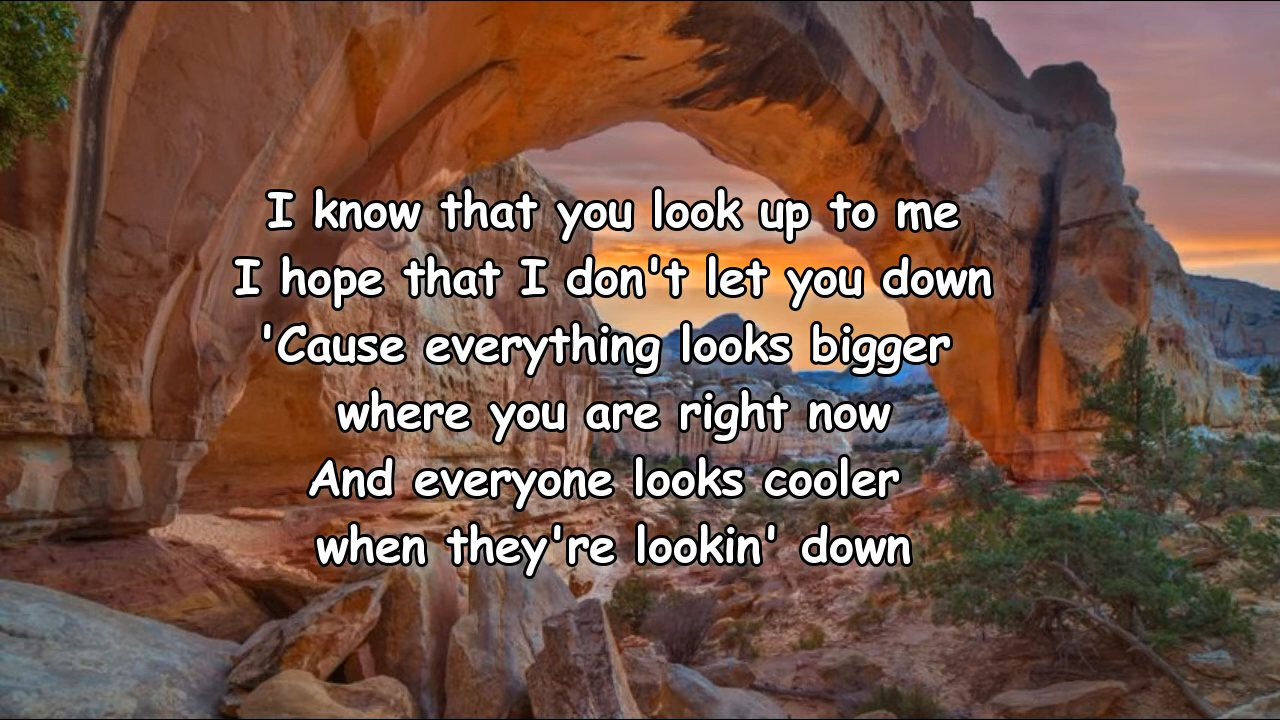 I know that you look up to me
I hope that I don't let you down
'Cause everything looks bigger
where you are right now
And everyone looks cooler
when they're lookin' down